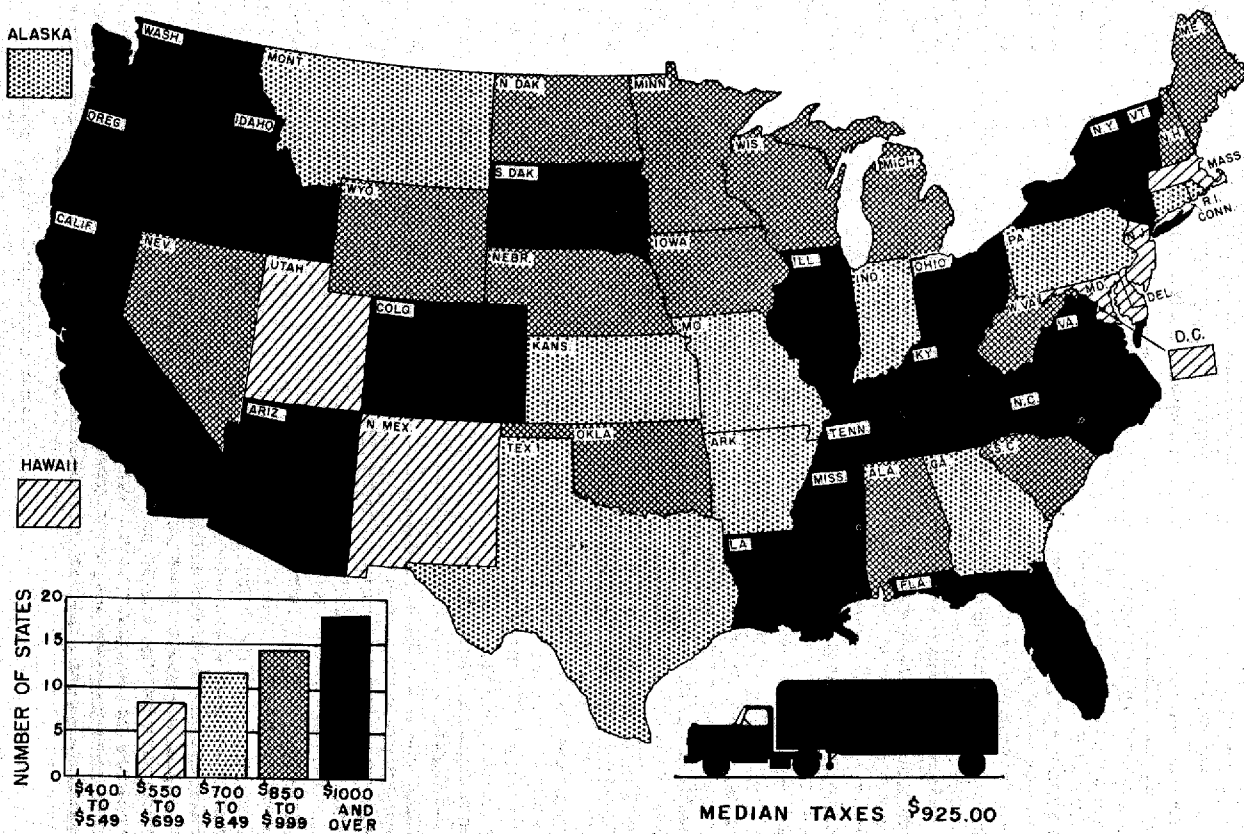 ALASKA
WASH.
MONT.
N. DAK.
MINN.
ME.
OREG.
IDAHO
S. DAK.
WIS.
MICH.
N.Y.
VT.
N.H.
MASS.
R.I.
CONN.
WYO.
CALIF.
NEV.
UTAH
NEBR.
IOWA
ILL.
IND.
OHIO
PA.
N.J.
W.VA.
MD.
DEL.
VA.
D.C.
COLO.
KANS.
MO.
KY.
ARIZ.
N. MEX.
OKLA.
TEX.
ARK.
TENN.
N.C.
S.C.
HAWAII
MISS.
ALA.
GA.
LA.
FLA.
NUMBER OF STATES
20
15
10
5
0
$400 TO $549
$550 TO $699
$700 TO $849
$850 TO $999
$1000 AND OVER
MEDIAN TAXES $925.00